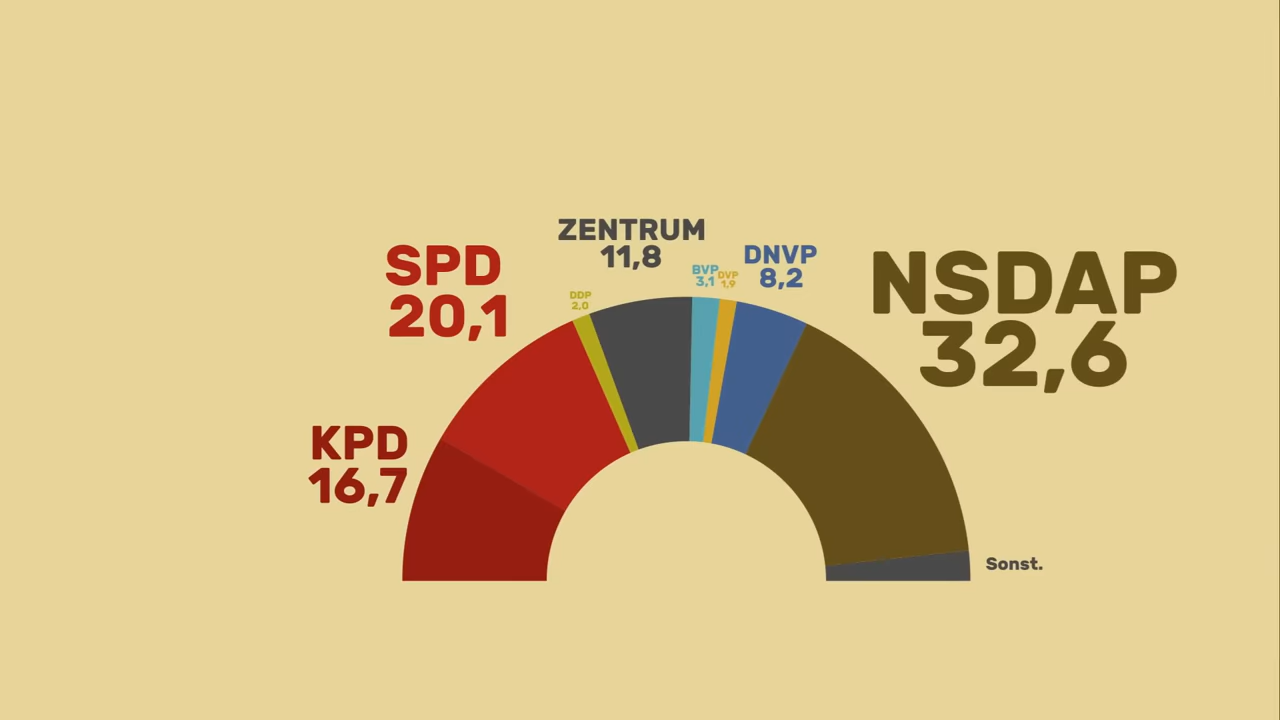 KPD
16,7
SPD
20,1
DDP
2,0
ZENTRUM
11,8
BVP
3,1
DVP
1,9
DNVP
8,2
NSDAP
32,6
Sonst.